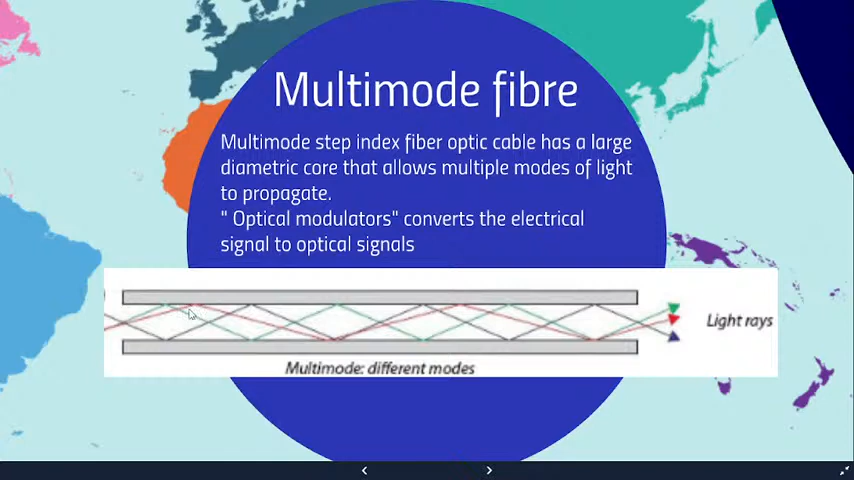 Multimode fibre
Multimode step index fiber optic cable has a large
diametric core that allows multiple modes of light
to propagate.
" Optical modulators" converts the electrical
signal to optical signals
Light rays
Multimode: different modes